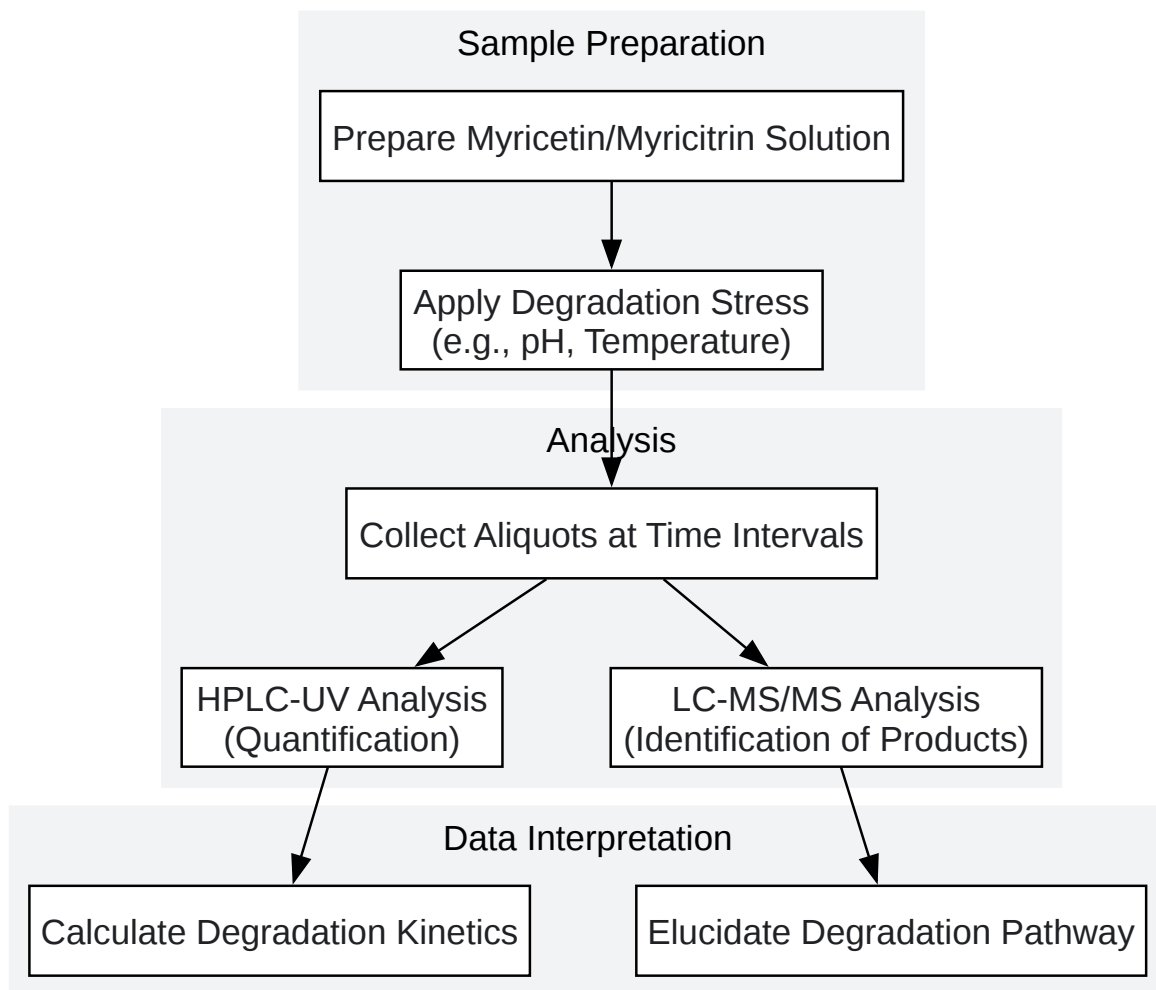 Sample Preparation
Prepare Myricetin/Myricitrin Solution
Apply Degradation Stress
(e.g., pH, Temperature)
Analysis
Collect Aliquots at Time Intervals
HPLC-UV Analysis
(Quantification)
LC-MS/MS Analysis
(Identification of Products)
Data Interpretation
Calculate Degradation Kinetics
Elucidate Degradation Pathway